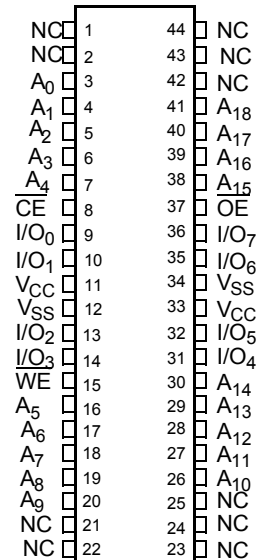 NC 1 44 NC
NC 2 43 NC
A0 3 42 NC
A1 4 41 A18
A2 5 40 A17
A3 6 39 A16
A4 7 38 A15
CE 8 37 OE
I/O0 9 36 I/O7
I/O1 10 35 I/O6
VCC 11 34 VSS
VSS 12 33 VCC
I/O2 13 32 I/O5
I/O3 14 31 I/O4
WE 15 30 A14
A5 16 29 A13
A6 17 28 A12
A7 18 27 A11
A8 19 26 A10
A9 20 25 NC
NC 21 24 NC
NC 22 23 NC